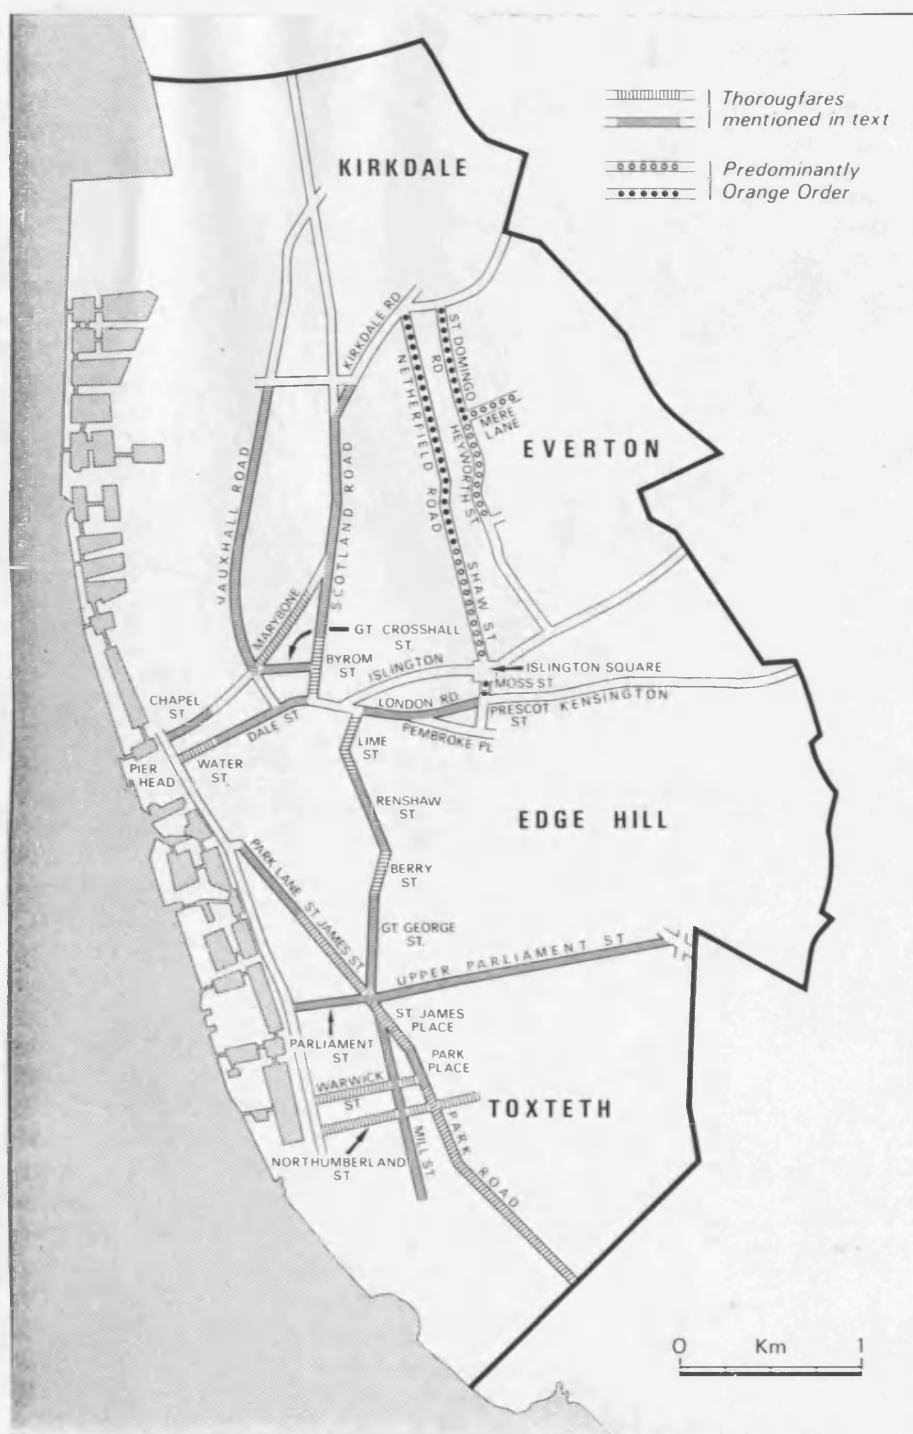 Thorougfares
mentioned in text
Predominantly
Orange Order
KIRKDALE
KIRKDALE RD
ST DOMINGO
RD
NETHERFIELD ROAD
MERE
LANE
HEYWORTH ST
EVERTON
VAUXHALL ROAD
SCOTLAND ROAD
SHAW ST
MARYBONE
GT CROSSHALL
ST
BYROM
ST
ISLINGTON
ISLINGTON SQUARE
MOSS ST.
CHAPEL
ST
LONDON RD
PRESCOT
ST
KENSINGTON
DALE ST
PEMBROKE PL
LIME
ST
PIER
HEAD
WATER
ST.
RENSHAW
ST
EDGE HILL
PARK LANE
ST JAMES ST
BERRY
ST
GT GEORGE
ST.
UPPER PARLIAMENT ST
ST JAMES
PLACE
PARLIAMENT
ST
PARK
PLACE
WARWICK
ST
TOXTETH
NORTHUMBERLAND
ST
MILL ST.
PARK ROAD
0 Km 1